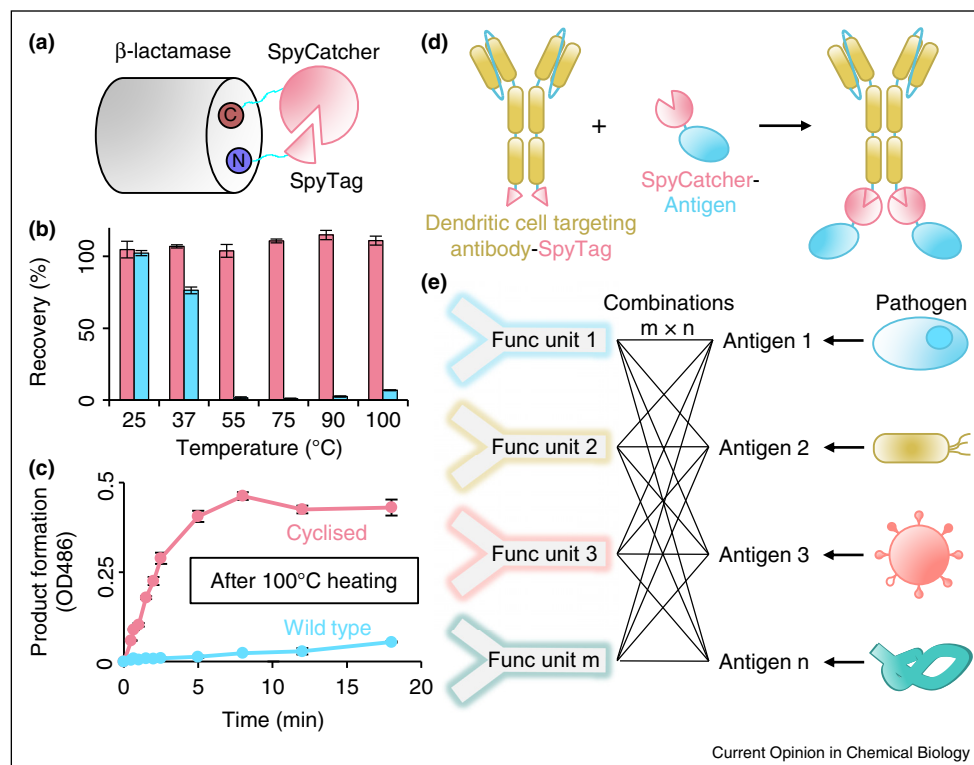 (a)
β-lactamase
SpyCatcher
C
N
SpyTag
(b)
Recovery (%)
100
50
0
25 37 55 75 90 100
Temperature (°C)
(c)
Product formation
(OD486)
0.5
0.25
0
Cyclised
After 100°C heating
Wild type
0 5 10 15 20
Time (min)
(d)
+
SpyCatcher-
Antigen
Dendritic cell targeting
antibody-SpyTag
(e)
Combinations
m × n
Pathogen
Func unit 1
Antigen 1
Func unit 2
Antigen 2
Func unit 3
Antigen 3
Func unit m
Antigen n
Current Opinion in Chemical Biology